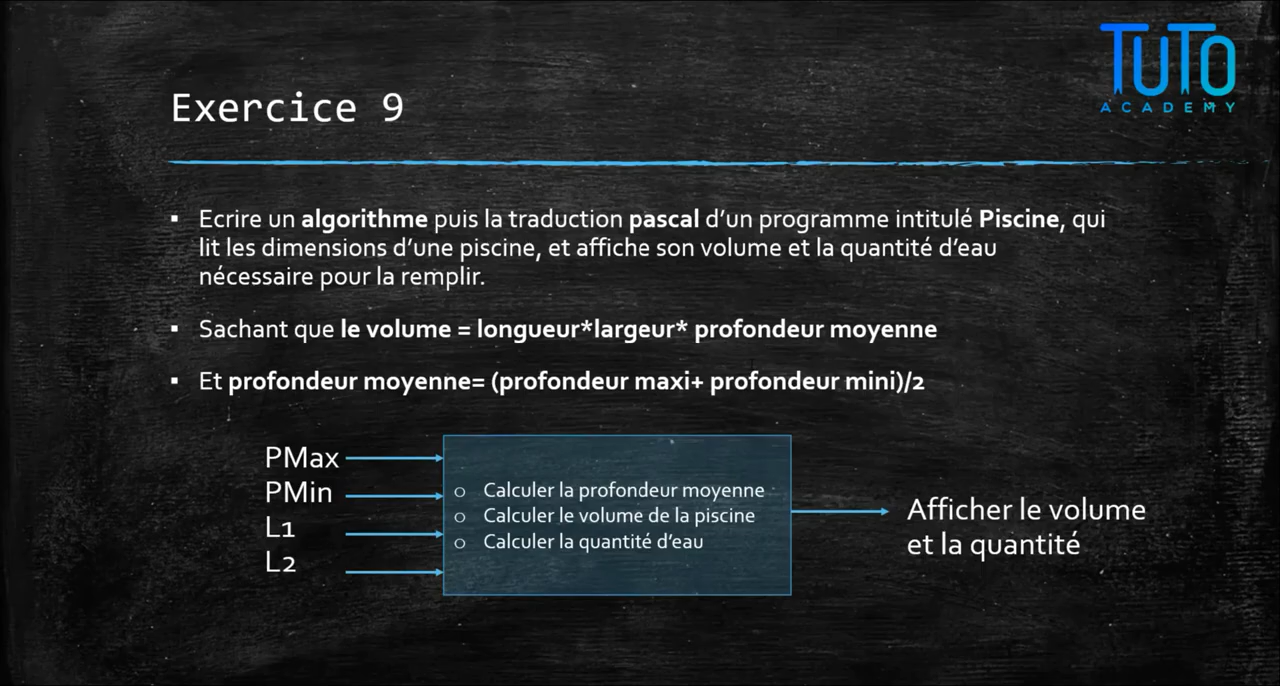 TUTO
ACADEMY
Exercice 9
▪ Ecrire un algorithme puis la traduction pascal d’un programme intitulé Piscine, qui
lit les dimensions d’une piscine, et affiche son volume et la quantité d’eau
nécessaire pour la remplir.
▪ Sachant que le volume = longueur*largeur* profondeur moyenne
▪ Et profondeur moyenne= (profondeur maxi+ profondeur mini)/2
PMax
PMin
L1
L2
o Calculer la profondeur moyenne
o Calculer le volume de la piscine
o Calculer la quantité d’eau
Afficher le volume
et la quantité